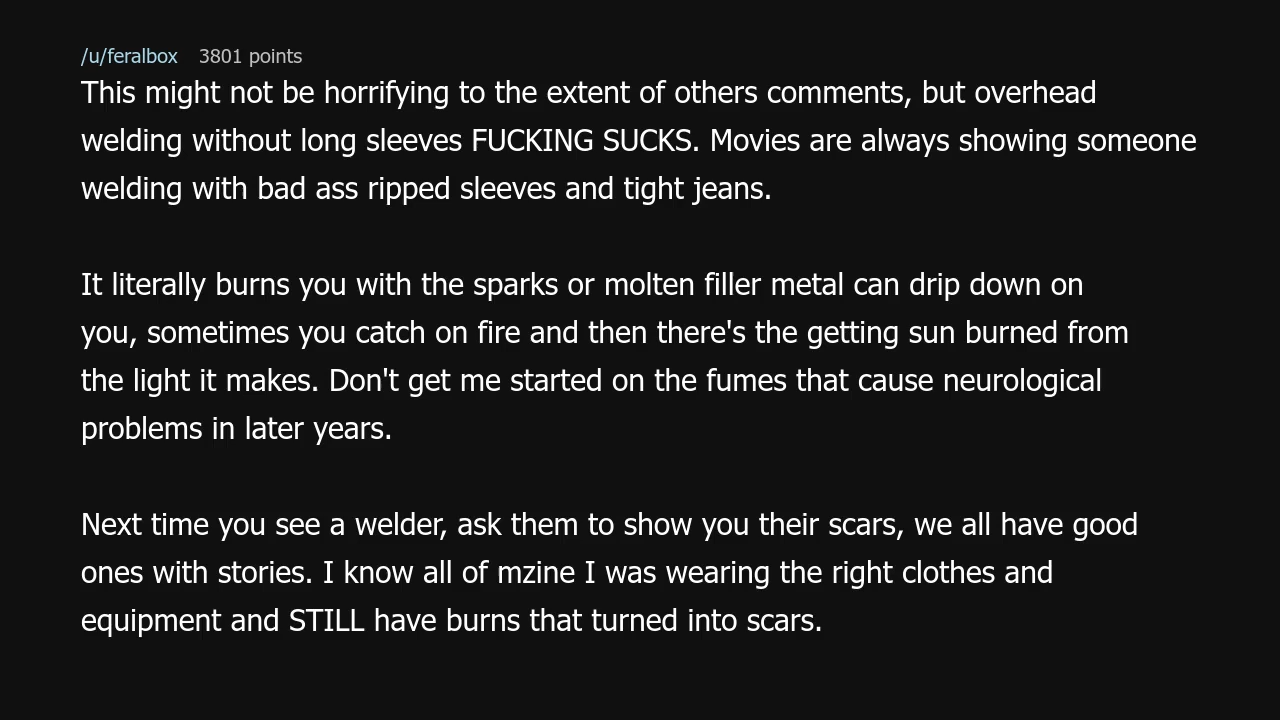 /u/feralbox 3801 points
This might not be horrifying to the extent of others comments, but overhead
welding without long sleeves FUCKING SUCKS. Movies are always showing someone
welding with bad ass ripped sleeves and tight jeans.
It literally burns you with the sparks or molten filler metal can drip down on
you, sometimes you catch on fire and then there's the getting sun burned from
the light it makes. Don't get me started on the fumes that cause neurological
problems in later years.
Next time you see a welder, ask them to show you their scars, we all have good
ones with stories. I know all of mzine I was wearing the right clothes and
equipment and STILL have burns that turned into scars.